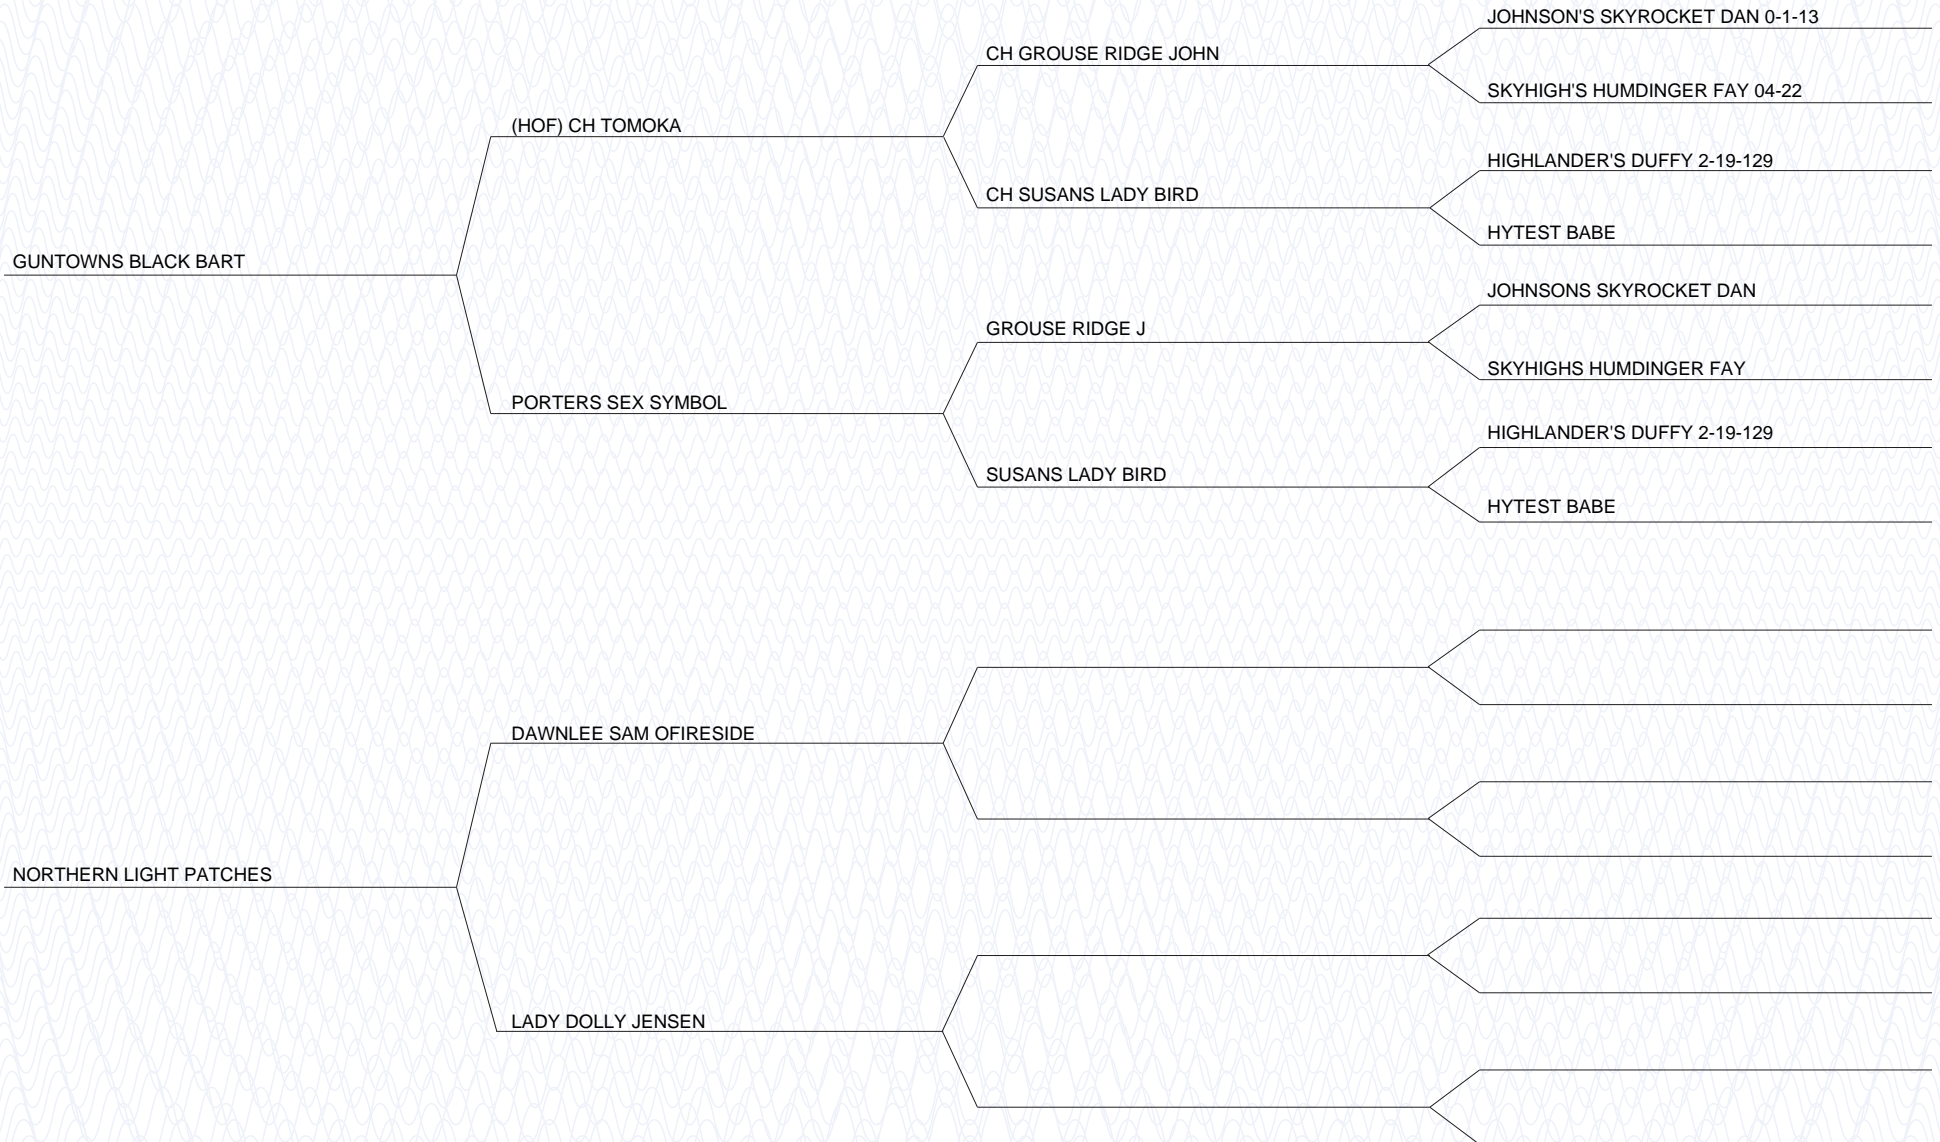 JOHNSON'S SKYROCKET DAN 0-1-13
CH GROUSE RIDGE JOHN
SKYHIGH'S HUMDINGER FAY 04-22
(HOF) CH TOMOKA
HIGHLANDER'S DUFFY 2-19-129
CH SUSANS LADY BIRD
HYTEST BABE
GUNTOWNS BLACK BART
JOHNSONS SKYROCKET DAN
GROUSE RIDGE J
SKYHIGHS HUMDINGER FAY
PORTERS SEX SYMBOL
HIGHLANDER'S DUFFY 2-19-129
SUSANS LADY BIRD
HYTEST BABE
DAWNLEE SAM OFIRESIDE
NORTHERN LIGHT PATCHES
LADY DOLLY JENSEN